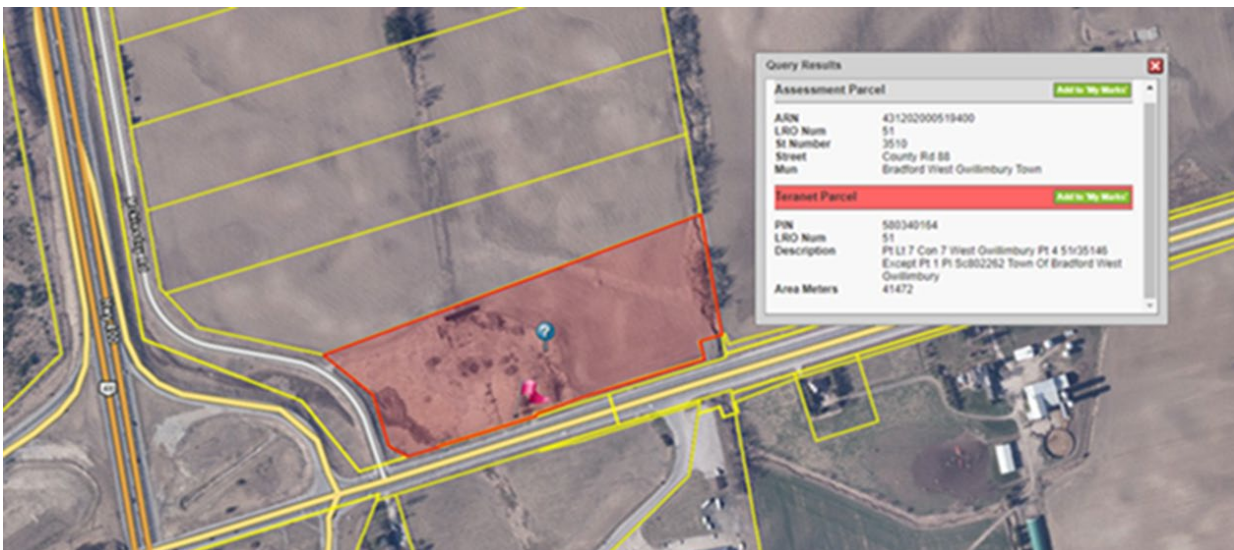 Query Results
Assessment Parcel Add to 'My Marks'
ARN 431202000519400
LRO Num 51
St Number 3510
Street County Rd 88
Mun Bradford West Gwillimbury Town
Teranet Parcel Add to 'My Marks'
PIN 580340164
LRO Num 51
Description Pt Lt 7 Con 7 West Gwillimbury Pt 4 51r35146
Except Pt 1 Pl Sc802262 Town Of Bradford West
Gwillimbury
Area Meters 41472
?